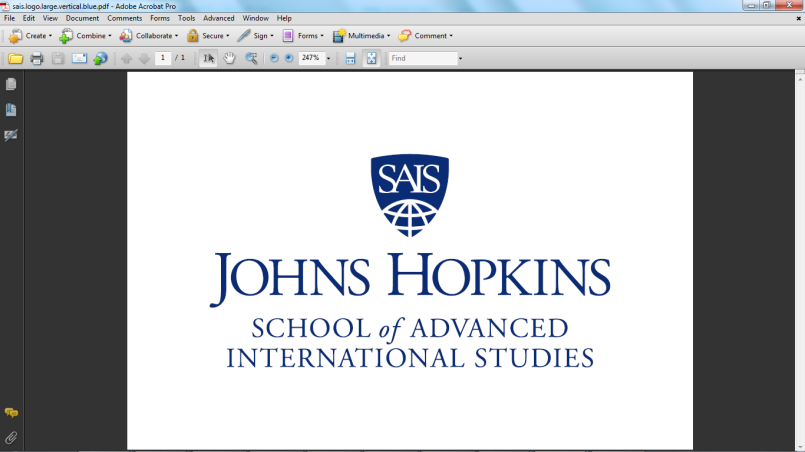 sais.logo.large.vertical.blue.pdf - Adobe Acrobat Pro
File Edit View Document Comments Forms Tools Advanced Window Help
Create Combine Collaborate Secure Sign Forms Multimedia Comment
1 / 1 247% Find
SAIS
JOHNS HOPKINS
SCHOOL of ADVANCED
INTERNATIONAL STUDIES